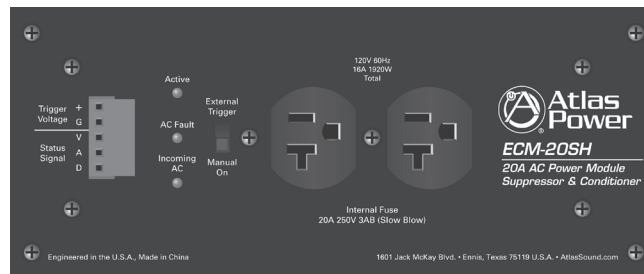 120V 60Hz
16A 1920W
Total
Active
External
Trigger
Trigger
Voltage
+
G
V
Status
Signal
A
D
AC Fault
Incoming
AC
Manual
On
Atlas
Power
®
ECM-20SH
20A AC Power Module
Suppressor & Conditioner
Internal Fuse
20A 250V 3AB (Slow Blow)
Engineered in the U.S.A., Made in China
1601 Jack McKay Blvd. • Ennis, Texas 75119 U.S.A. • AtlasSound.com